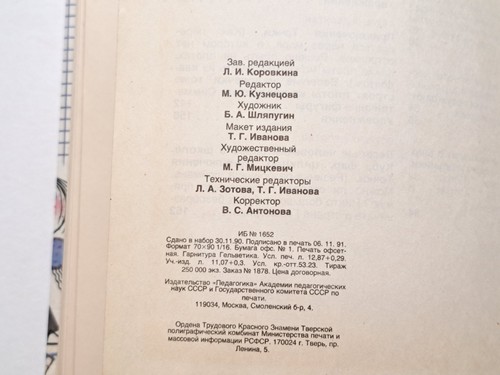 Зав. редакцией
Л. И. Коровкина
Редактор
М. Ю. Кузнецова
Художник
Б. А. Шляпугин
Макет издания
Т. Г. Иванова
Художественный
редактор
М. Г. Мицкевич
Технические редакторы
Л. А. Зотова, Т. Г. Иванова
Корректор
В. С. Антонова
ИБ № 1652
Сдано в набор 30.11.90. Подписано в печать 06. 11. 91.
Формат 70×90 1/16. Бумага офс. № 1. Печать офсет-
ная. Гарнитура Гельветика. Усл. печ. л. 12,87+0,29.
Уч.-изд. л. 11,07+0,3. Усл. кр.-отт.53.23. Тираж
250 000 экз. Заказ № 1878. Цена договорная.
Издательство «Педагогика» Академии педагогических
наук СССР и Государственного комитета СССР по
печати.
119034, Москва, Смоленский б-р, 4.
Ордена Трудового Красного Знамени Тверской
полиграфический комбинат Министерства печати и
массовой информации РСФСР. 170024 г. Тверь, пр.
Ленина, 5.